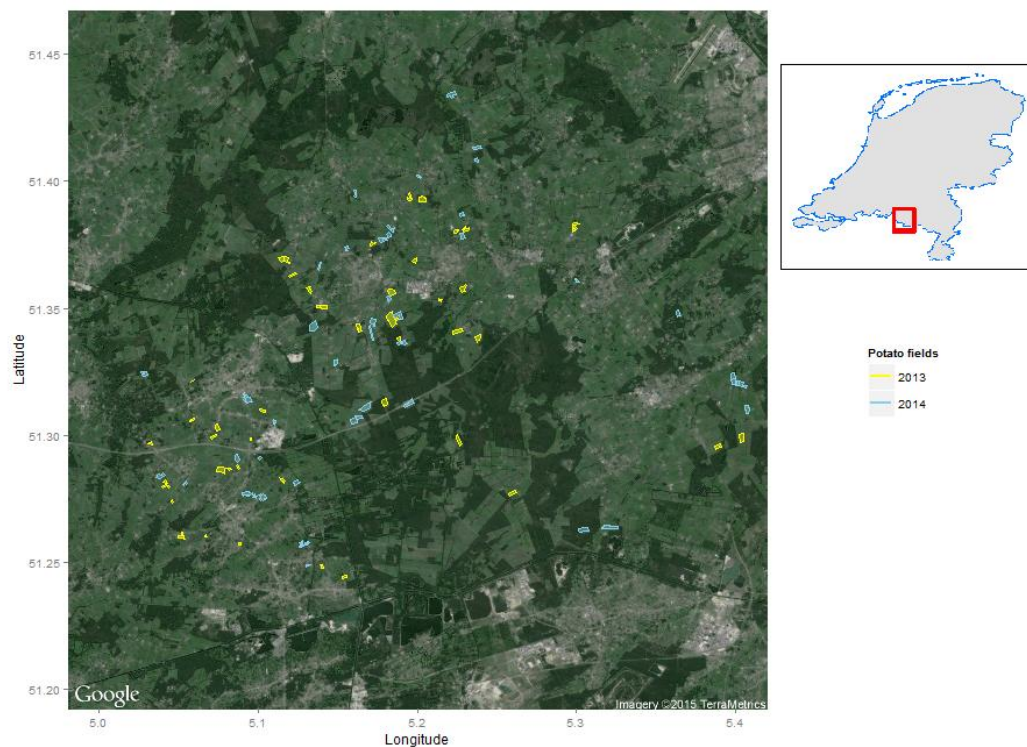 51.45
51.40
51.35
51.30
51.25
51.20
Latitude
Google
Imagery ©2015 TerraMetrics
5.0
5.1
5.2
5.3
5.4
Longitude
Potato fields
2013
2014